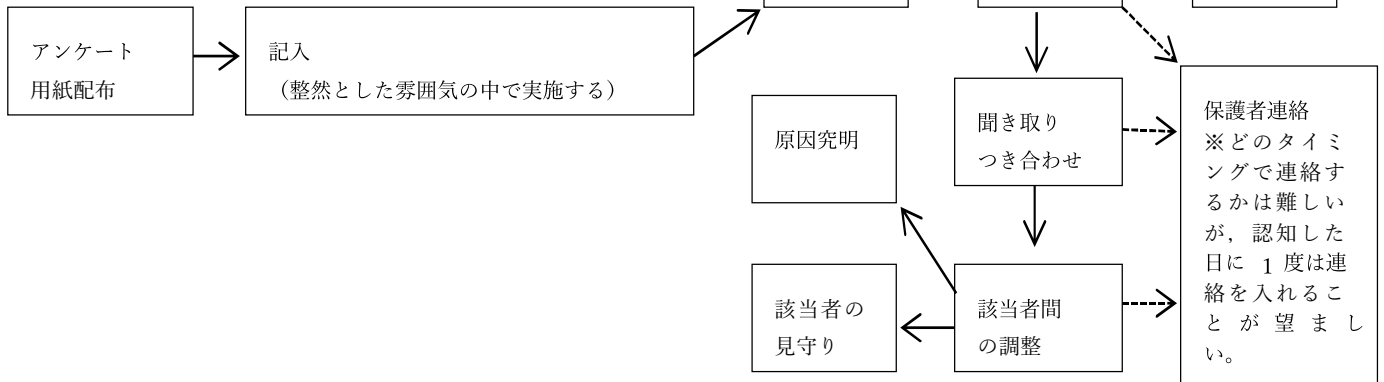 アンケート
用紙配布
記入
（整然とした雰囲気の中で実施する）
原因究明
聞き取り
つき合わせ
保護者連絡
※どのタイミ
ングで連絡す
るかは難しい
が，認知した
日に 1 度は連
絡を入れるこ
とが望まし
い。
該当者の
見守り
該当者間
の調整